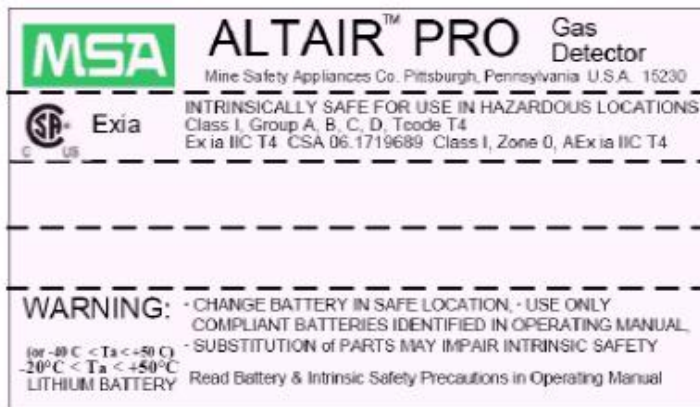 MSA
ALTAIR™ PRO Gas Detector
Mine Safety Appliances Co. Pittsburgh, Pennsylvania U.S.A. 15230
SA Exia
C US
INTRINSICALLY SAFE FOR USE IN HAZARDOUS LOCATIONS
Class I, Group A, B, C, D, Tcode T4
Ex ia IIC T4 CSA 06.1719689 Class I, Zone 0, AEx ia IIC T4
WARNING:
(or -40 C < Ta < +50 C)
-20°C < Ta < +50°C
LITHIUM BATTERY
- CHANGE BATTERY IN SAFE LOCATION, - USE ONLY
COMPLIANT BATTERIES IDENTIFIED IN OPERATING MANUAL,
- SUBSTITUTION of PARTS MAY IMPAIR INTRINSIC SAFETY
Read Battery & Intrinsic Safety Precautions in Operating Manual